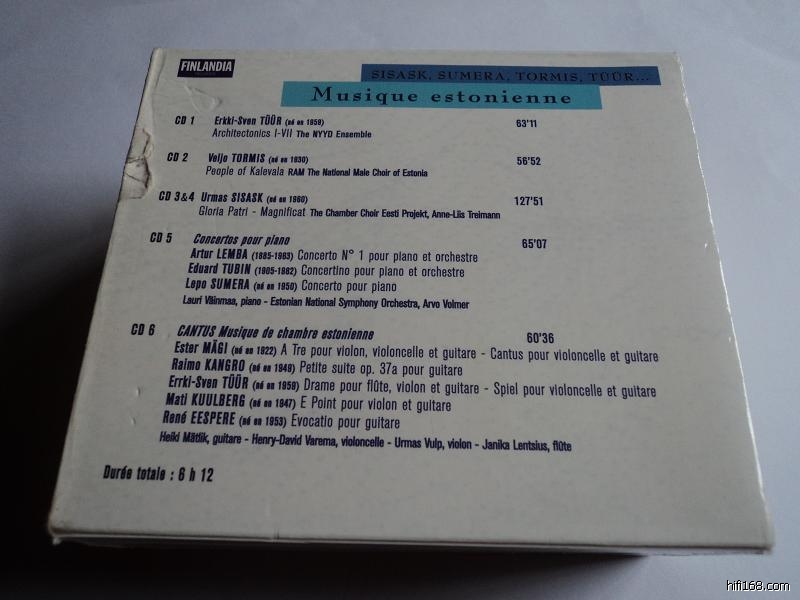 FINLANDIA
SISASK, SUMERA, TORMIS, TÜÜR...
Musique estonienne
CD 1 Erkki-Sven TÜÜR (né en 1959) 63'11
Architectonics I-VII The NYYD Ensemble
CD 2 Veljo TORMIS (né en 1930) 56'52
People of Kalevala RAM The National Male Choir of Estonia
CD 3&4 Urmas SISASK (né en 1960) 127'51
Gloria Patri - Magnificat The Chamber Choir Eesti Projekt, Anne-Liis Treimann
CD 5 Concertos pour piano 65'07
Artur LEMBA (1885-1963) Concerto N° 1 pour piano et orchestre
Eduard TUBIN (1905-1982) Concertino pour piano et orchestre
Lepo SUMERA (né en 1950) Concerto pour piano
Lauri Väinmaa, piano - Estonian National Symphony Orchestra, Arvo Volmer
CD 6 CANTUS Musique de chambre estonienne 60'36
Ester MÄGI (né en 1922) A Tre pour violon, violoncelle et guitare - Cantus pour violoncelle et guitare
Raimo KANGRO (né en 1949) Petite suite op. 37a pour guitare
Errki-Sven TÜÜR (né en 1959) Drame pour flûte, violon et guitare - Spiel pour violoncelle et guitare
Mati KUULBERG (né en 1947) E Point pour violon et guitare
René EESPERE (né en 1953) Evocatio pour guitare
Heiki Mätlik, guitare - Henry-David Varema, violoncelle - Urmas Vulp, violon - Janika Lentsius, flûte
Durée totale : 6 h 12
hifi168.com